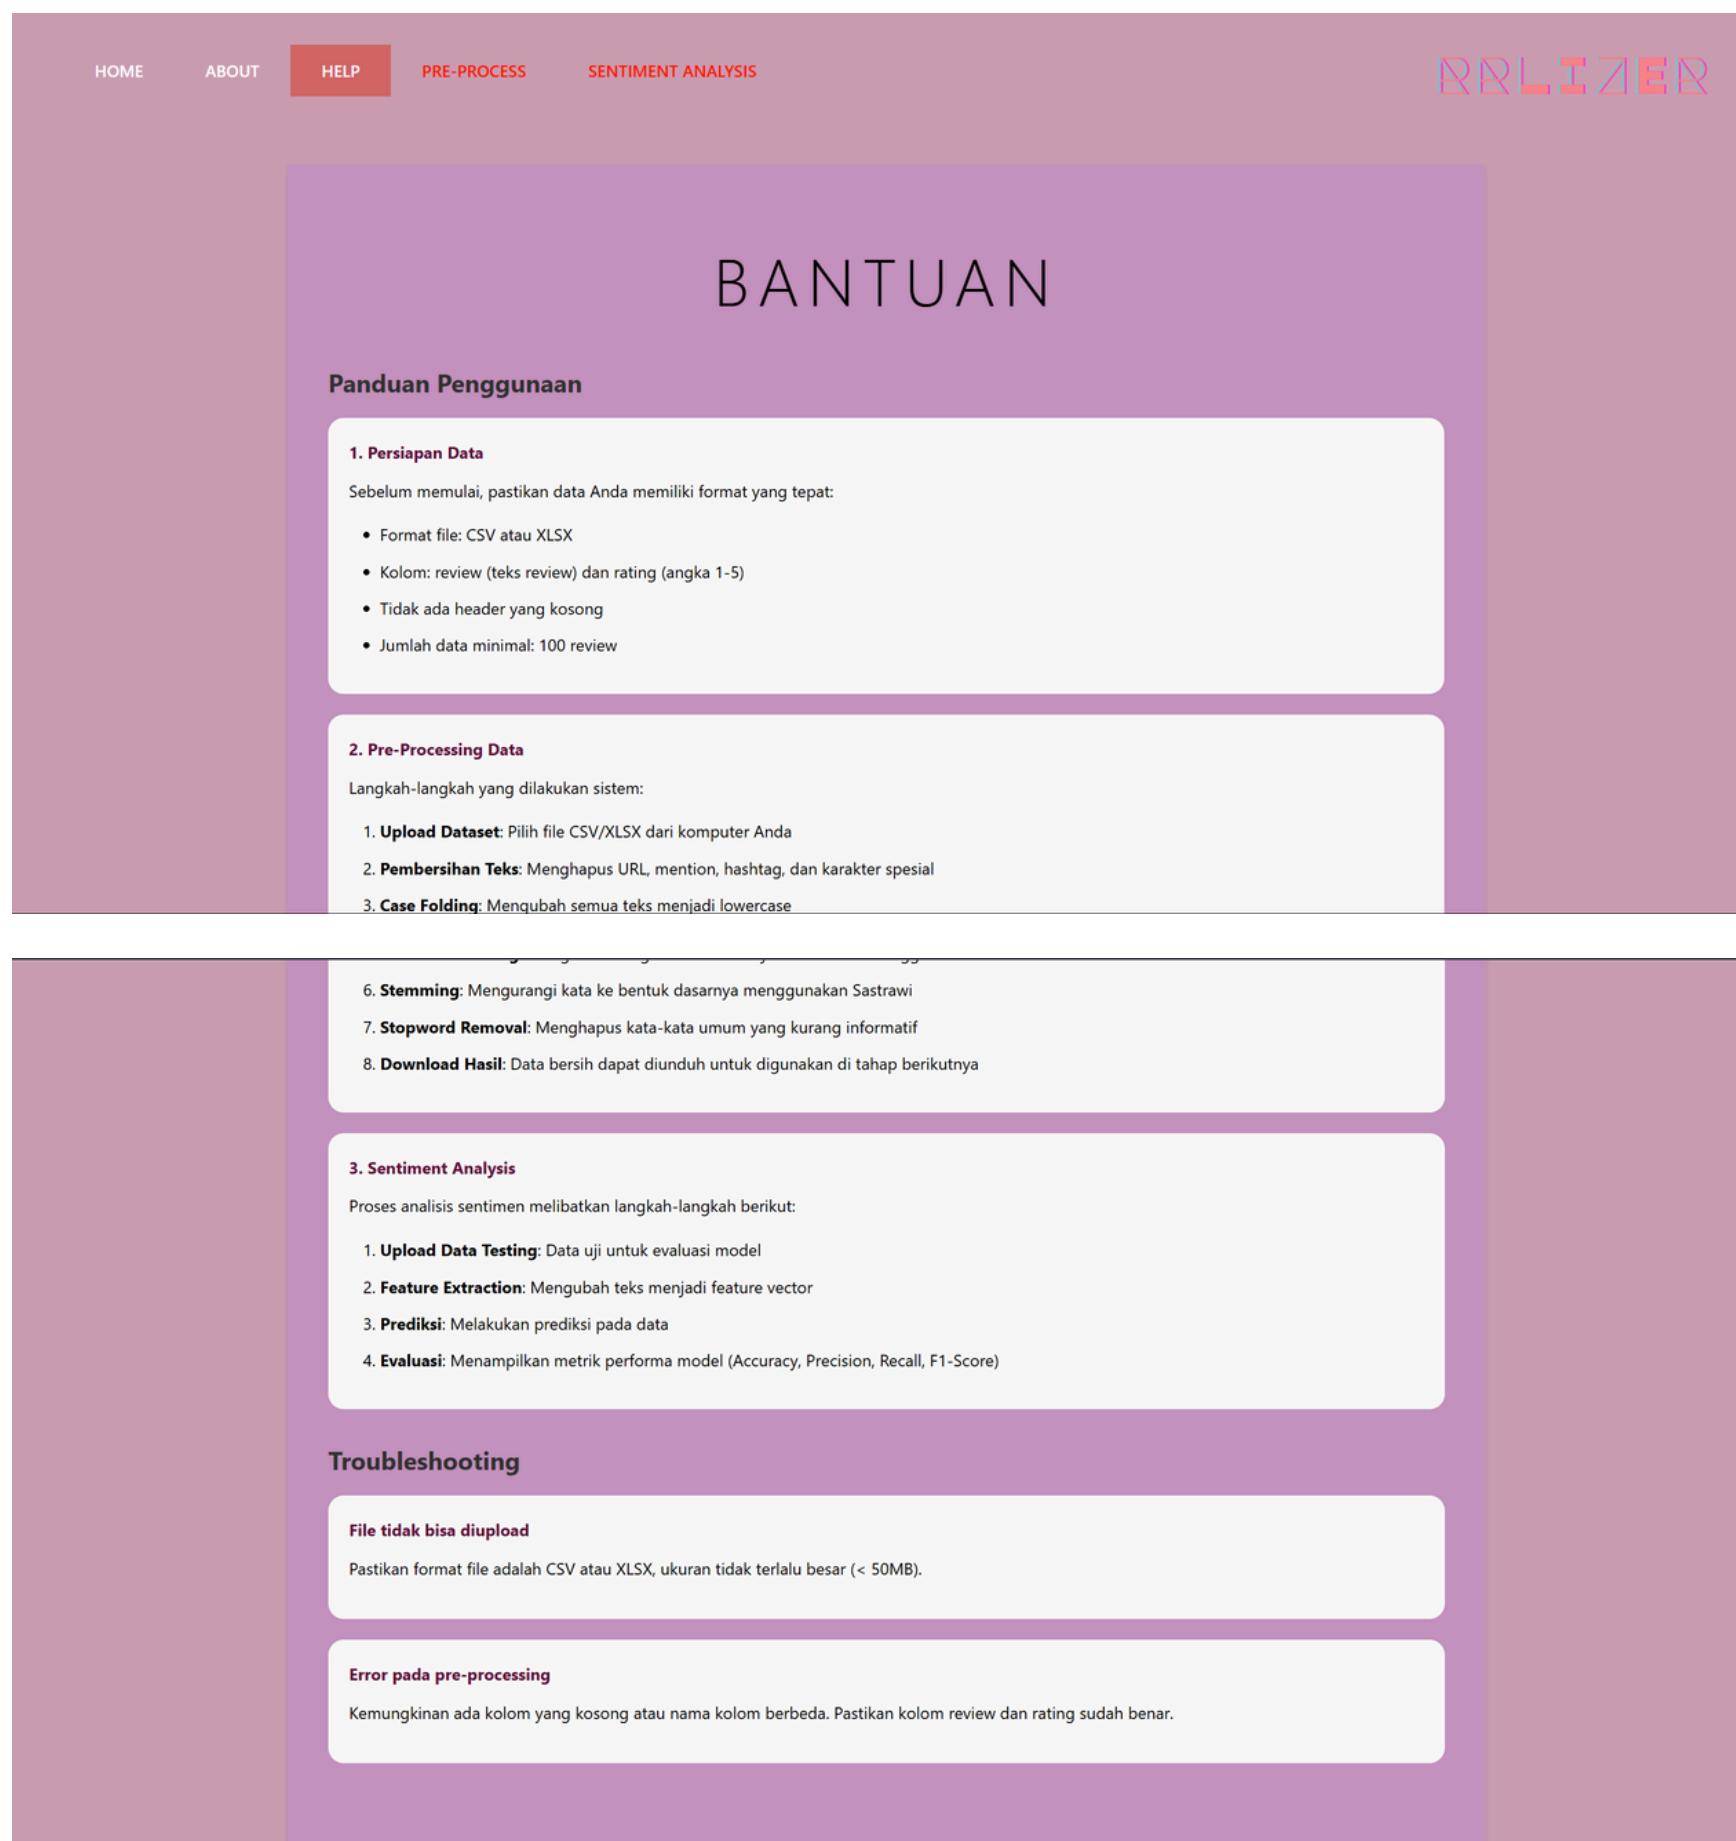 HOME ABOUT HELP PRE-PROCESS SENTIMENT ANALYSIS
RRLIZER
BANTUAN
Panduan Penggunaan
1. Persiapan Data
Sebelum memulai, pastikan data Anda memiliki format yang tepat:
• Format file: CSV atau XLSX
• Kolom: review (teks review) dan rating (angka 1-5)
• Tidak ada header yang kosong
• Jumlah data minimal: 100 review
2. Pre-Processing Data
Langkah-langkah yang dilakukan sistem:
1. Upload Dataset: Pilih file CSV/XLSX dari komputer Anda
2. Pembersihan Teks: Menghapus URL, mention, hashtag, dan karakter spesial
3. Case Folding: Mengubah semua teks menjadi lowercase
6. Stemming: Mengurangi kata ke bentuk dasarnya menggunakan Sastrawi
7. Stopword Removal: Menghapus kata-kata umum yang kurang informatif
8. Download Hasil: Data bersih dapat diunduh untuk digunakan di tahap berikutnya
3. Sentiment Analysis
Proses analisis sentimen melibatkan langkah-langkah berikut:
1. Upload Data Testing: Data uji untuk evaluasi model
2. Feature Extraction: Mengubah teks menjadi feature vector
3. Prediksi: Melakukan prediksi pada data
4. Evaluasi: Menampilkan metrik performa model (Accuracy, Precision, Recall, F1-Score)
Troubleshooting
File tidak bisa diupload
Pastikan format file adalah CSV atau XLSX, ukuran tidak terlalu besar (< 50MB).
Error pada pre-processing
Kemungkinan ada kolom yang kosong atau nama kolom berbeda. Pastikan kolom review dan rating sudah benar.